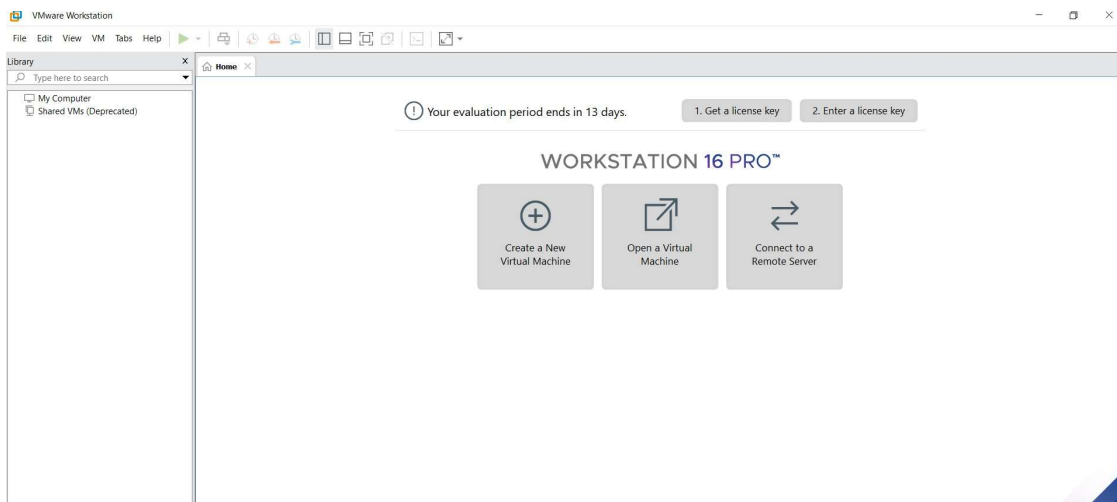 VMware Workstation
File Edit View VM Tabs Help
Library
Type here to search
My Computer
Shared VMs (Deprecated)
Home
Your evaluation period ends in 13 days.
1. Get a license key
2. Enter a license key
WORKSTATION 16 PRO™
Create a New
Virtual Machine
Open a Virtual
Machine
Connect to a
Remote Server